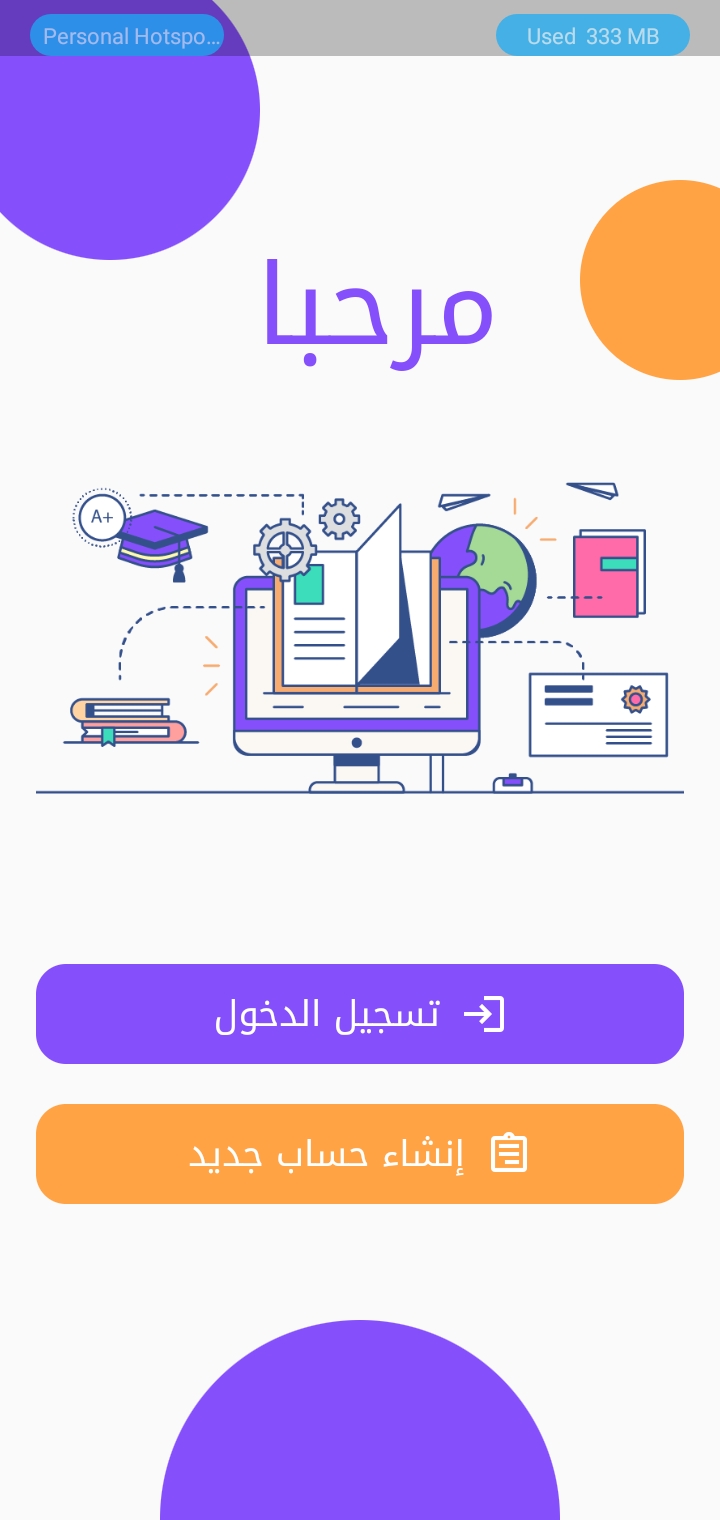 Personal Hotspo...
Used 333 MB
مرحبا
A+
تسجيل الدخول
إنشاء حساب جديد